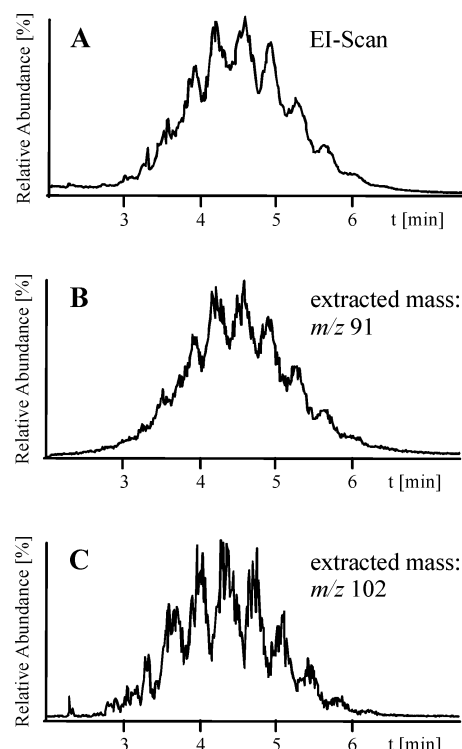 Relative Abundance [%]
A
EI-Scan
3 4 5 6 t [min]
Relative Abundance [%]
B
extracted mass:
m/z 91
3 4 5 6 t [min]
Relative Abundance [%]
C
extracted mass:
m/z 102
3 4 5 6 t [min]